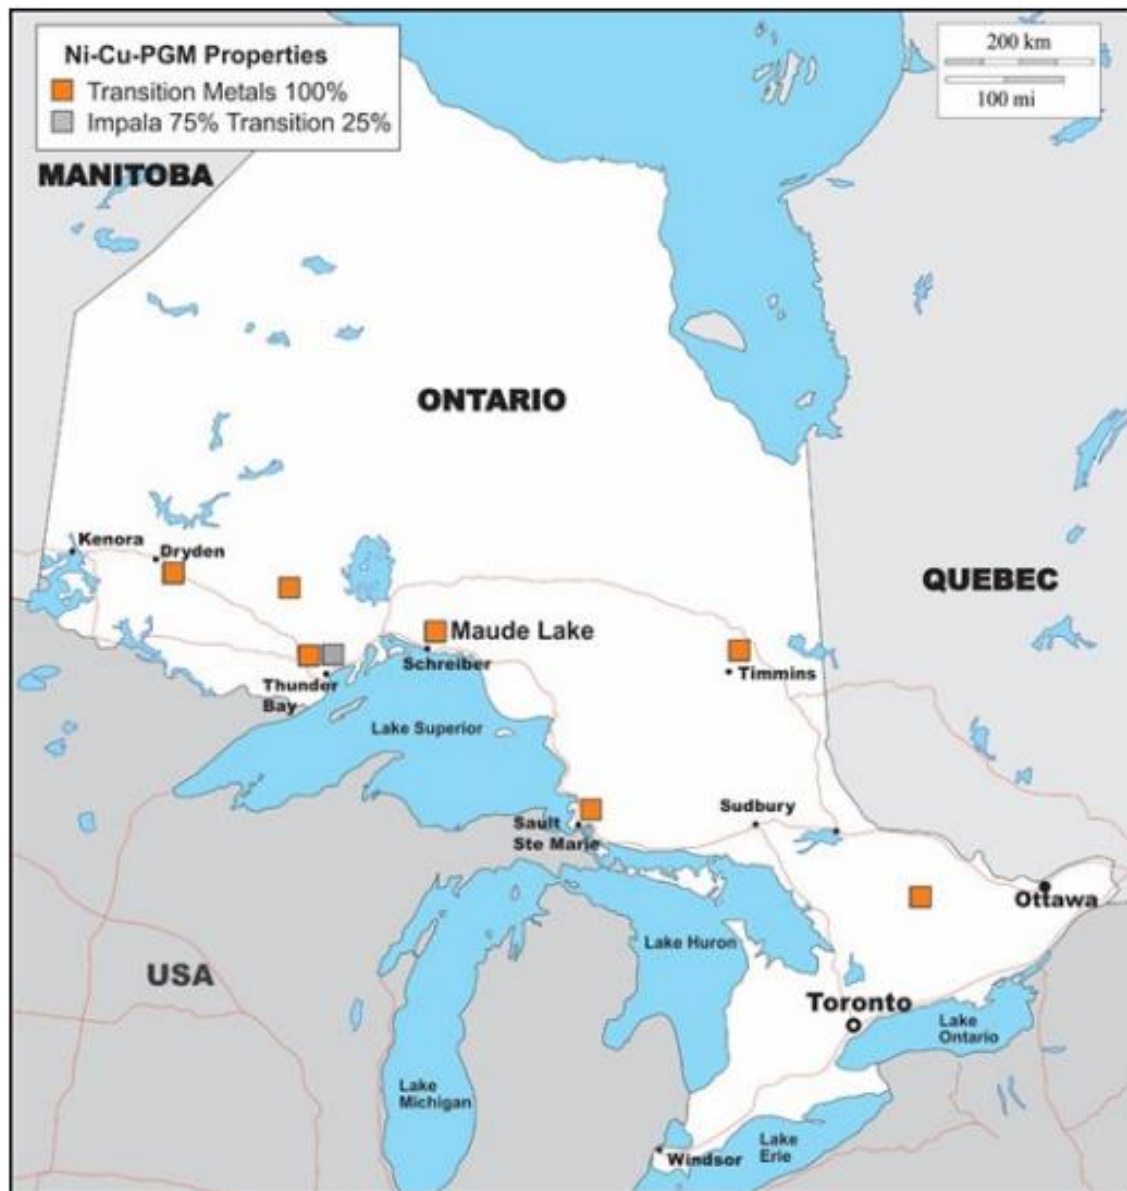 Ni-Cu-PGM Properties
Transition Metals 100%
Impala 75% Transition 25%
200 km
100 mi
MANITOBA
ONTARIO
QUEBEC
Kenora
Dryden
Maude Lake
Schreiber
Thunder
Bay
Timmins
Lake Superior
Sudbury
Sault
Ste Marie
Ottawa
Lake Huron
USA
Toronto
Lake
Ontario
Lake
Michigan
Lake
Erie
Windsor